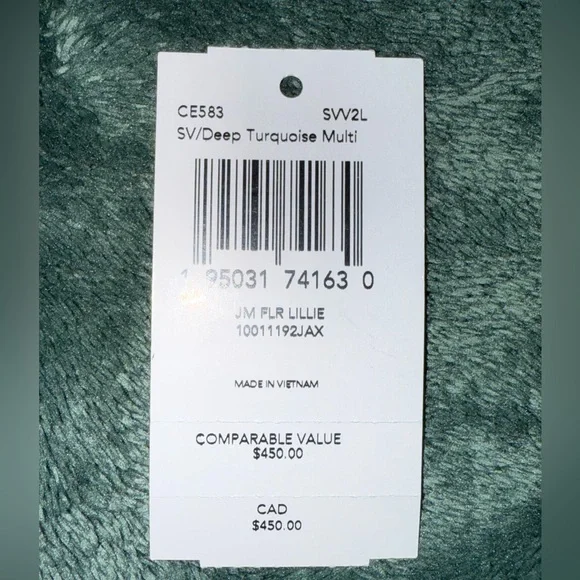 CE583 SVV2L
SV/Deep Turquoise Multi
1 95031 74163 0
JM FLR LILLIE
10011192JAX
MADE IN VIETNAM
COMPARABLE VALUE
$450.00
CAD
$450.00